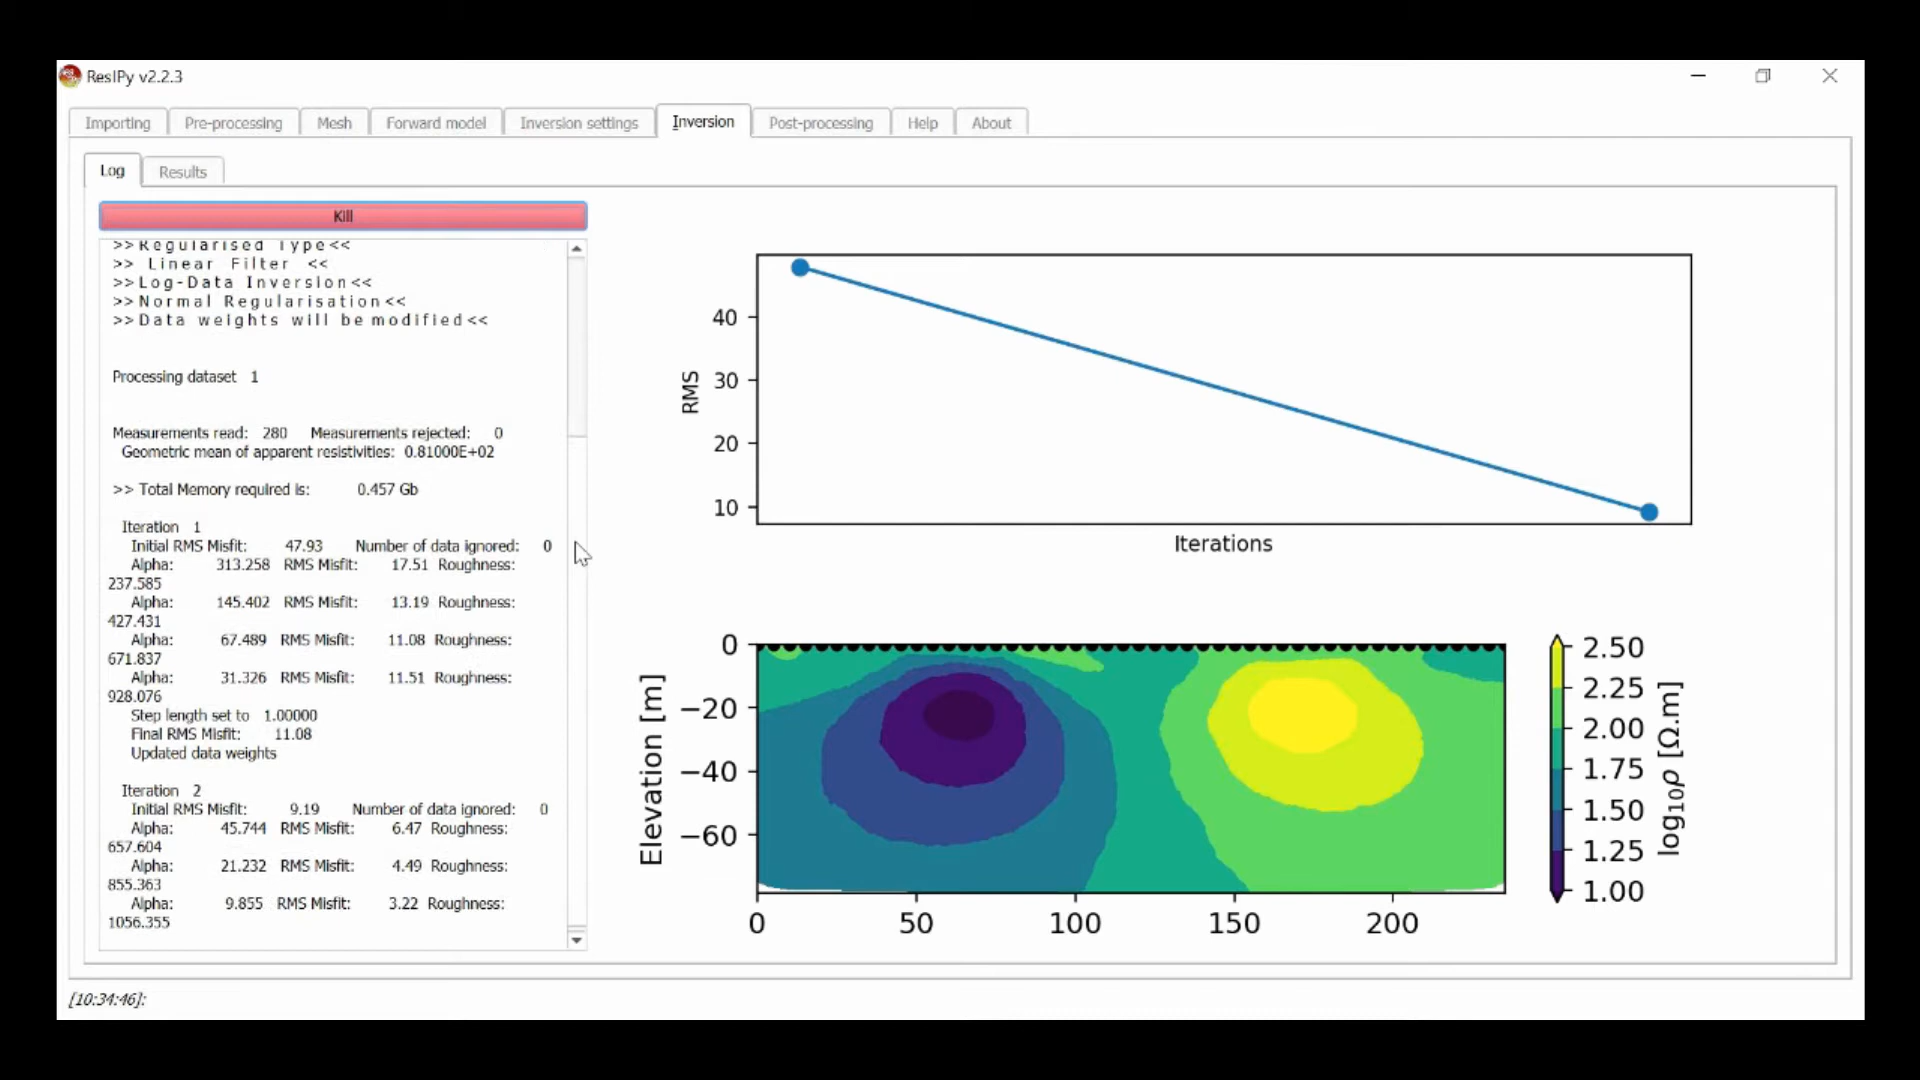 ResIPy v2.2.3
Importing Pre-processing Mesh Forward model Inversion settings Inversion Post-processing Help About
Log Results
Kill
>>Regularised Type<<
>> Linear Filter <<
>>Log-Data Inversion<<
>>Normal Regularisation<<
>>Data weights will be modified<<
Processing dataset 1
Measurements read: 280 Measurements rejected: 0
Geometric mean of apparent resistivities: 0.81000E+02
>> Total Memory required is: 0.457 Gb
Iteration 1
Initial RMS Misfit: 47.93 Number of data ignored: 0
Alpha: 313.258 RMS Misfit: 17.51 Roughness:
237.585
Alpha: 145.402 RMS Misfit: 13.19 Roughness:
427.431
Alpha: 67.489 RMS Misfit: 11.08 Roughness:
671.837
Alpha: 31.326 RMS Misfit: 11.51 Roughness:
928.076
Step length set to 1.00000
Final RMS Misfit: 11.08
Updated data weights
Iteration 2
Initial RMS Misfit: 9.19 Number of data ignored: 0
Alpha: 45.744 RMS Misfit: 6.47 Roughness:
657.604
Alpha: 21.232 RMS Misfit: 4.49 Roughness:
855.363
Alpha: 9.855 RMS Misfit: 3.22 Roughness:
1056.355
RMS
40
30
20
10
Iterations
Elevation [m]
0
−20
−40
−60
0 50 100 150 200
2.50
2.25
2.00
1.75
1.50
1.25
1.00
log₁₀ρ [Ω.m]
[10:34:46]: